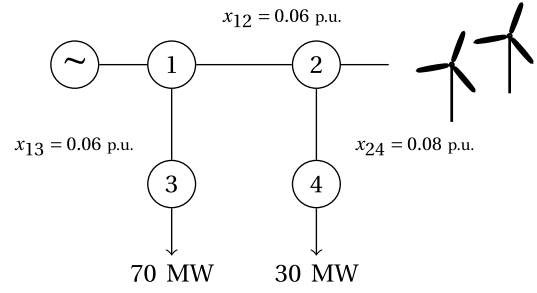 x12 = 0.06 p.u.
~ 1 2
x13 = 0.06 p.u. x24 = 0.08 p.u.
3 4
70 MW 30 MW